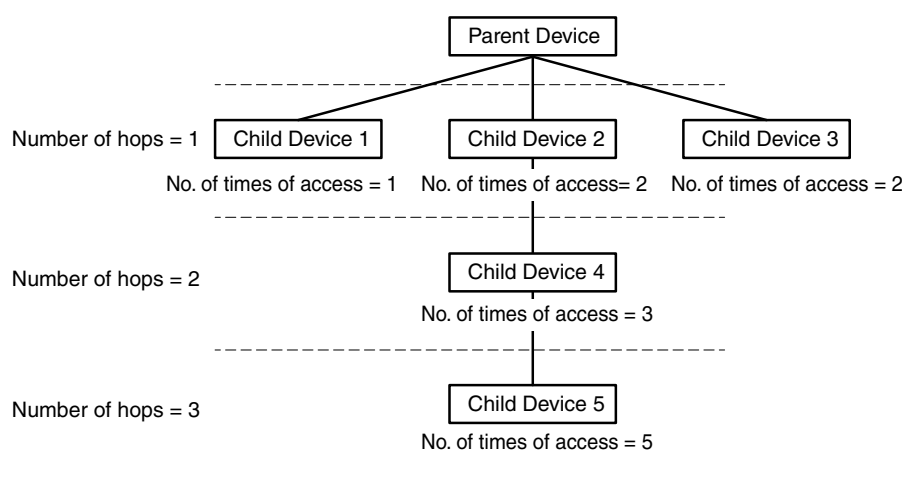 Parent Device
Number of hops = 1
Child Device 1
Child Device 2
Child Device 3
No. of times of access = 1
No. of times of access= 2
No. of times of access = 2
Number of hops = 2
Child Device 4
No. of times of access = 3
Number of hops = 3
Child Device 5
No. of times of access = 5